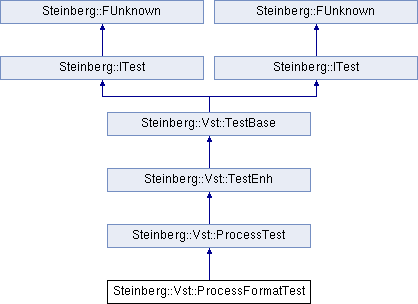 Steinberg::FUnknown
Steinberg::FUnknown
Steinberg::ITest
Steinberg::ITest
Steinberg::Vst::TestBase
Steinberg::Vst::TestEnh
Steinberg::Vst::ProcessTest
Steinberg::Vst::ProcessFormatTest